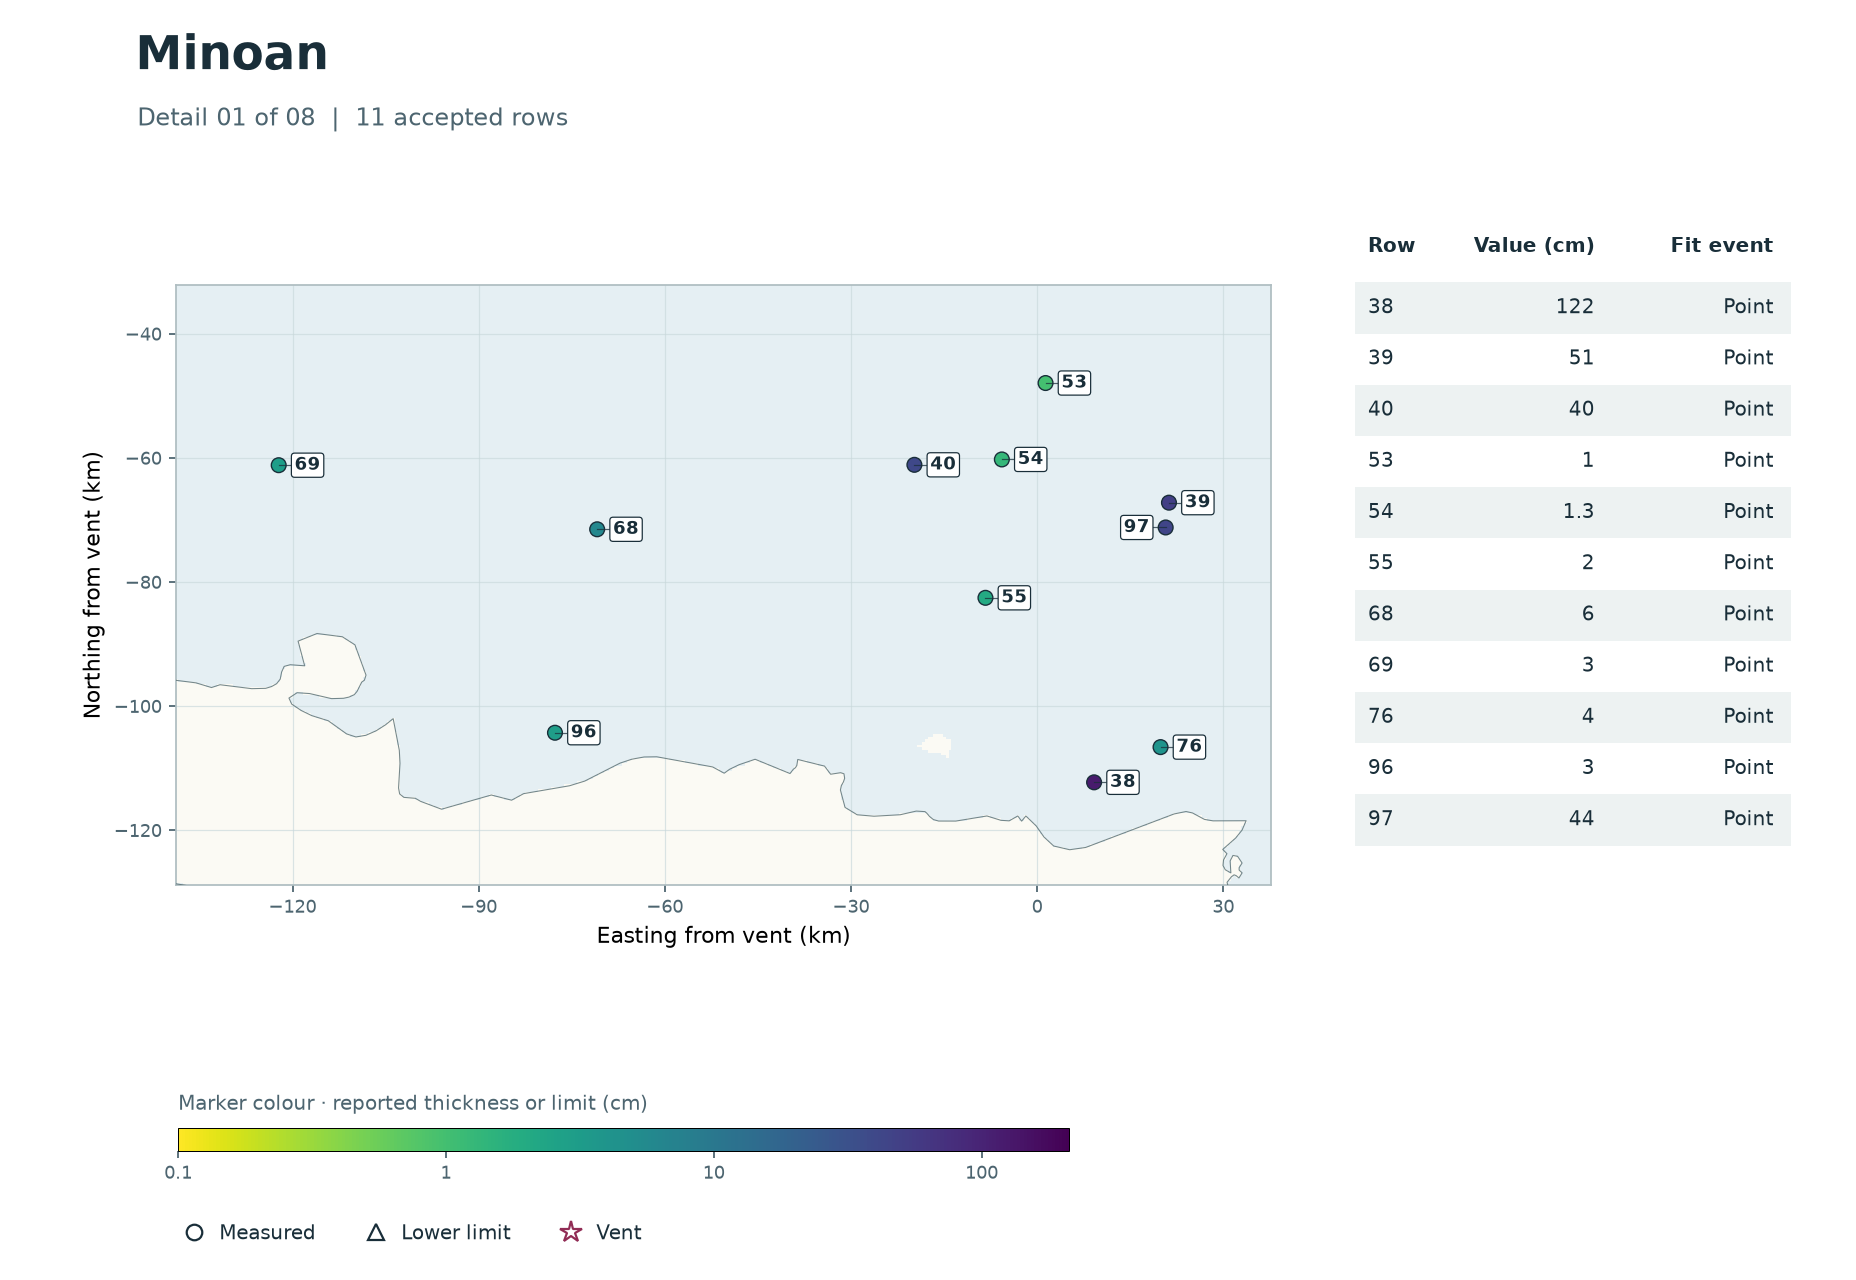 Minoan
Detail 01 of 08 | 11 accepted rows
Row Value (cm) Fit event
38 122 Point
39 51 Point
40 40 Point
53 1 Point
54 1.3 Point
55 2 Point
68 6 Point
69 3 Point
76 4 Point
96 3 Point
97 44 Point
Northing from vent (km)
−40
−60
−80
−100
−120
53
69
40
54
39
68
97
55
96
76
38
−120 −90 −60 −30 0 30
Easting from vent (km)
Marker colour · reported thickness or limit (cm)
0.1 1 10 100
Measured Lower limit Vent